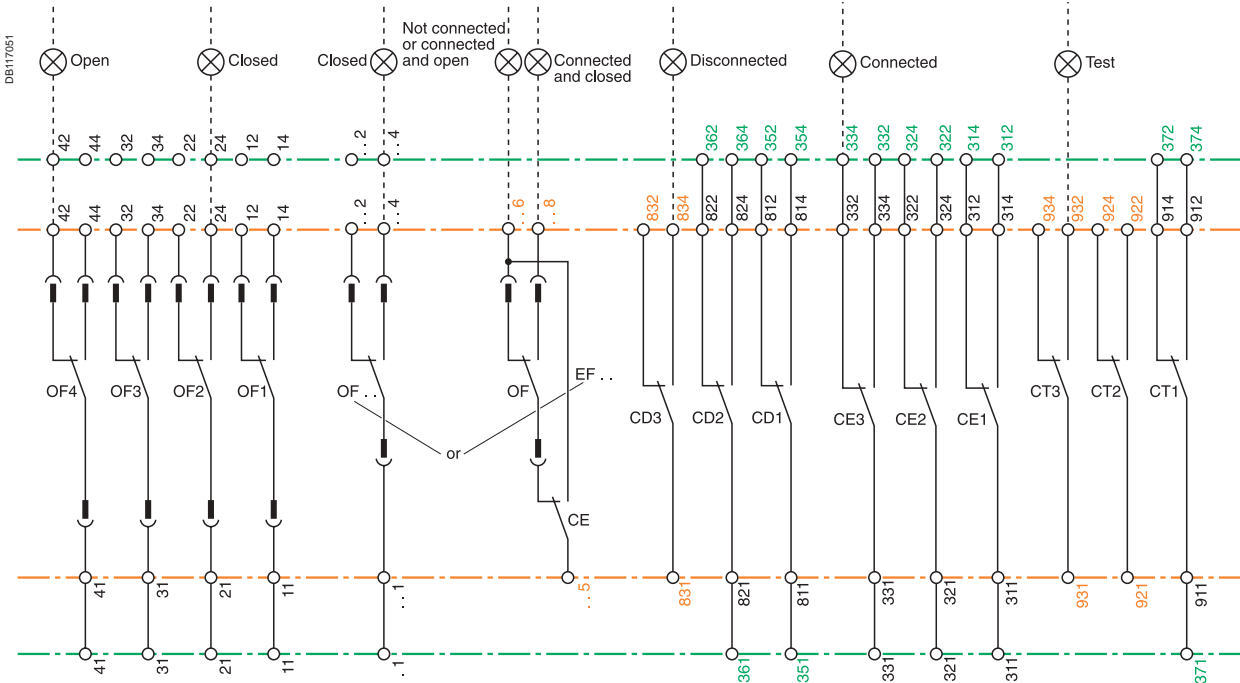 DB117051
Open
Closed
Closed
Not connected
or connected
and open
Connected
and closed
Disconnected
Connected
Test
42 44 32 34 22 24 12 14 . . 2 . . 4 362 364 352 354 334 332 324 322 314 312 372 374
42 44 32 34 22 24 12 14 . . 2 . . 4 . . 6 . . 8 832 834 822 824 812 814 332 334 322 324 312 314 934 932 924 922 914 912
OF4 OF3 OF2 OF1 OF . . OF EF . . CD3 CD2 CD1 CE3 CE2 CE1 CT3 CT2 CT1
or
CE
41 31 21 11 . . 1 . . 5 831 821 811 331 321 311 931 921 911
41 31 21 11 . . 1 361 351 331 321 311 371